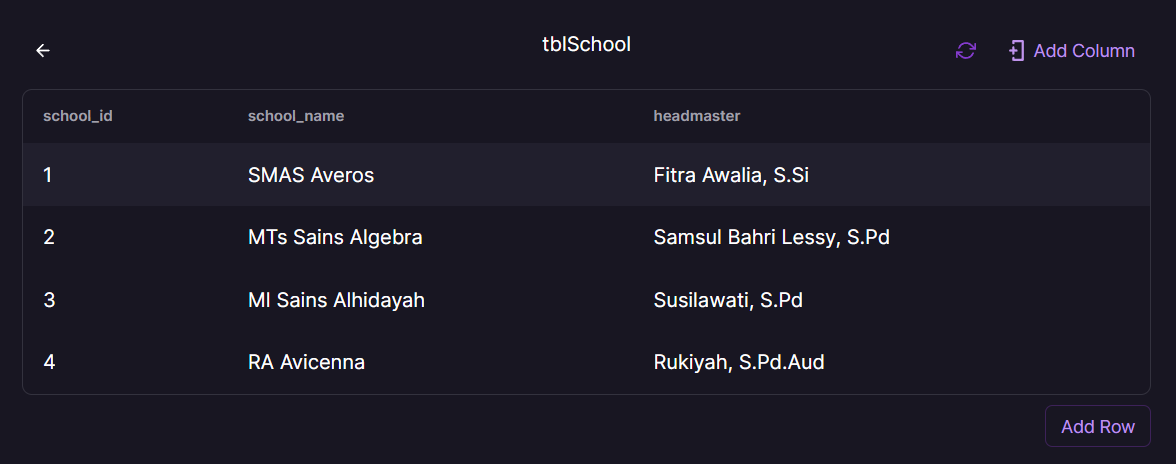 tblSchool
Add Column
school_id school_name headmaster
1 SMAS Averos Fitra Awalia, S.Si
2 MTs Sains Algebra Samsul Bahri Lessy, S.Pd
3 MI Sains Alhidayah Susilawati, S.Pd
4 RA Avicenna Rukiyah, S.Pd.Aud
Add Row